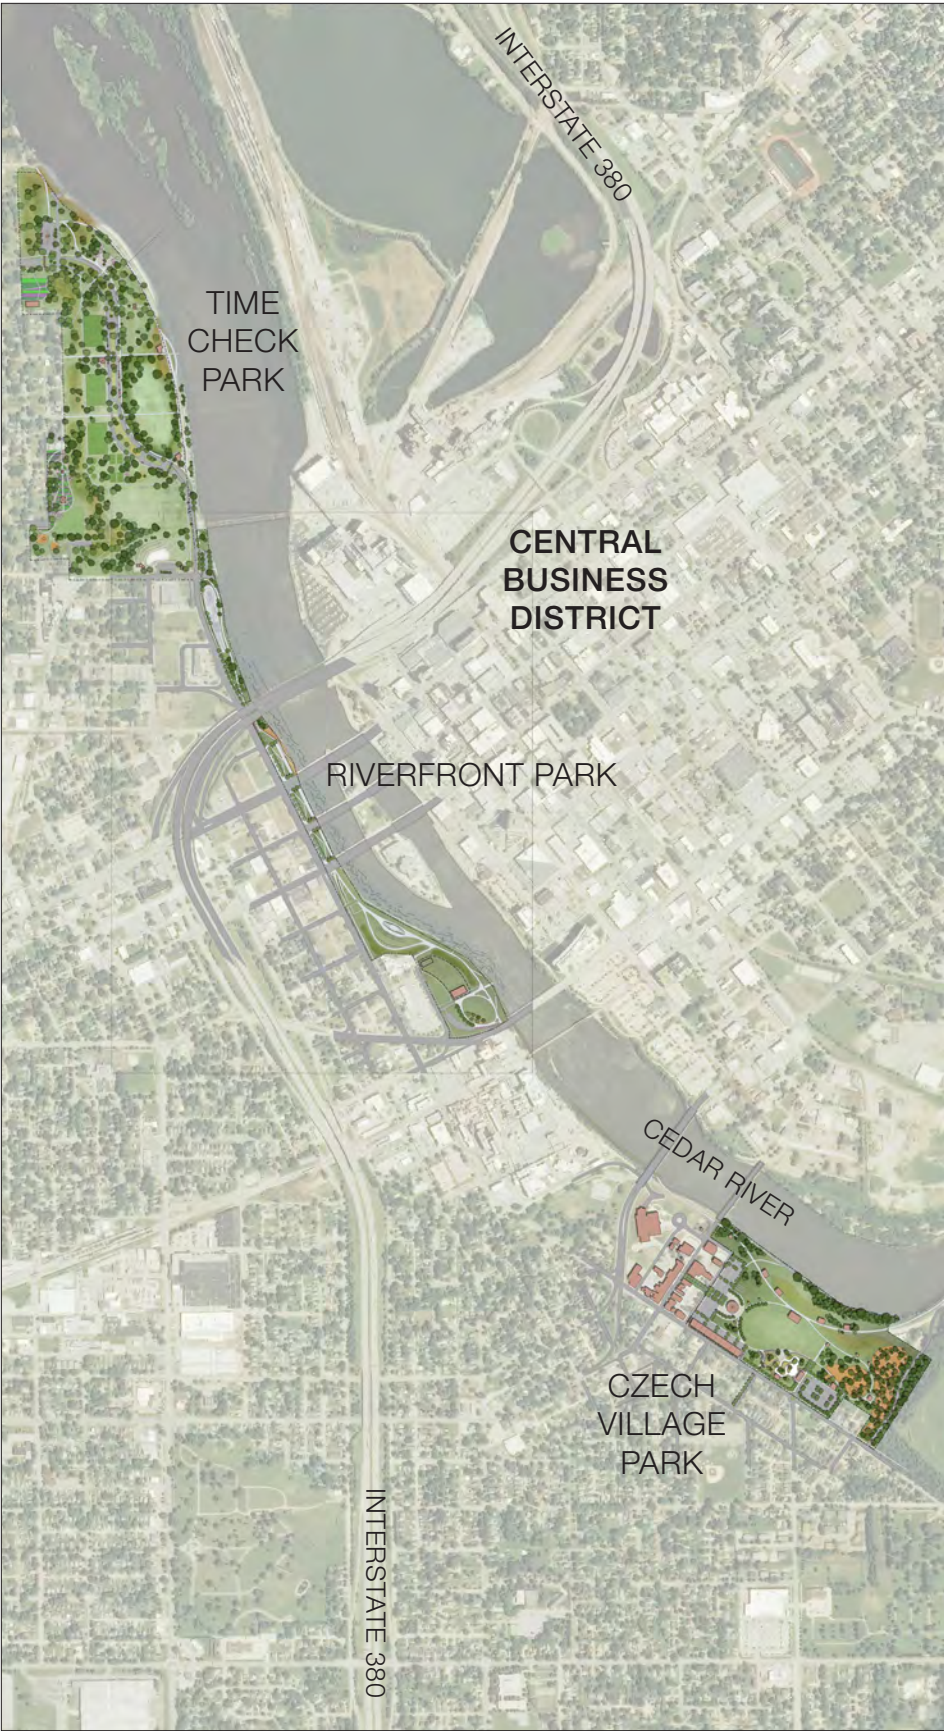 INTERSTATE 380
TIME
CHECK
PARK
CENTRAL
BUSINESS
DISTRICT
RIVERFRONT PARK
CEDAR RIVER
CZECH
VILLAGE
PARK
INTERSTATE 380